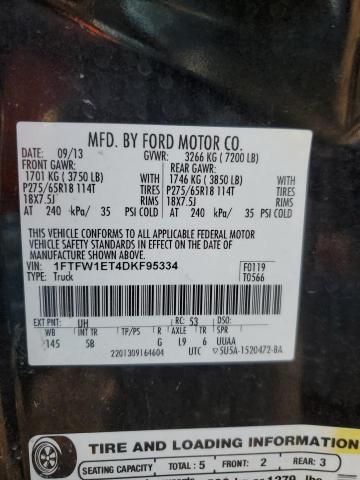 MFD. BY FORD MOTOR CO.
DATE: 09/13 GVWR: 3266 KG ( 7200 LB)
FRONT GAWR: REAR GAWR:
1701 KG ( 3750 LB) 1746 KG ( 3850 LB)
P275/65R18 114T TIRES P275/65R18 114T TIRES
18X7.5J RIMS 18X7.5J RIMS
AT 240 kPa/ 35 PSI COLD AT 240 kPa/ 35 PSI COLD
THIS VEHICLE CONFORMS TO ALL APPLICABLE FEDERAL MOTOR
VEHICLE SAFETY AND THEFT PREVENTION STANDARDS IN EFFECT ON THE DATE OF
MANUFACTURE SHOWN ABOVE.
VIN: 1FTFW1ET4DKF95334 F0119
TYPE: Truck T0566
EXT PNT: UH RC: 53 DSO:
WB INT TR TP/PS R AXLE TR SPR
145 5B G L9 6 UUAA
2201309164604 UTC
TIRE AND LOADING INFORMATION
SEATING CAPACITY TOTAL : 5 FRONT: 2 REAR: 3